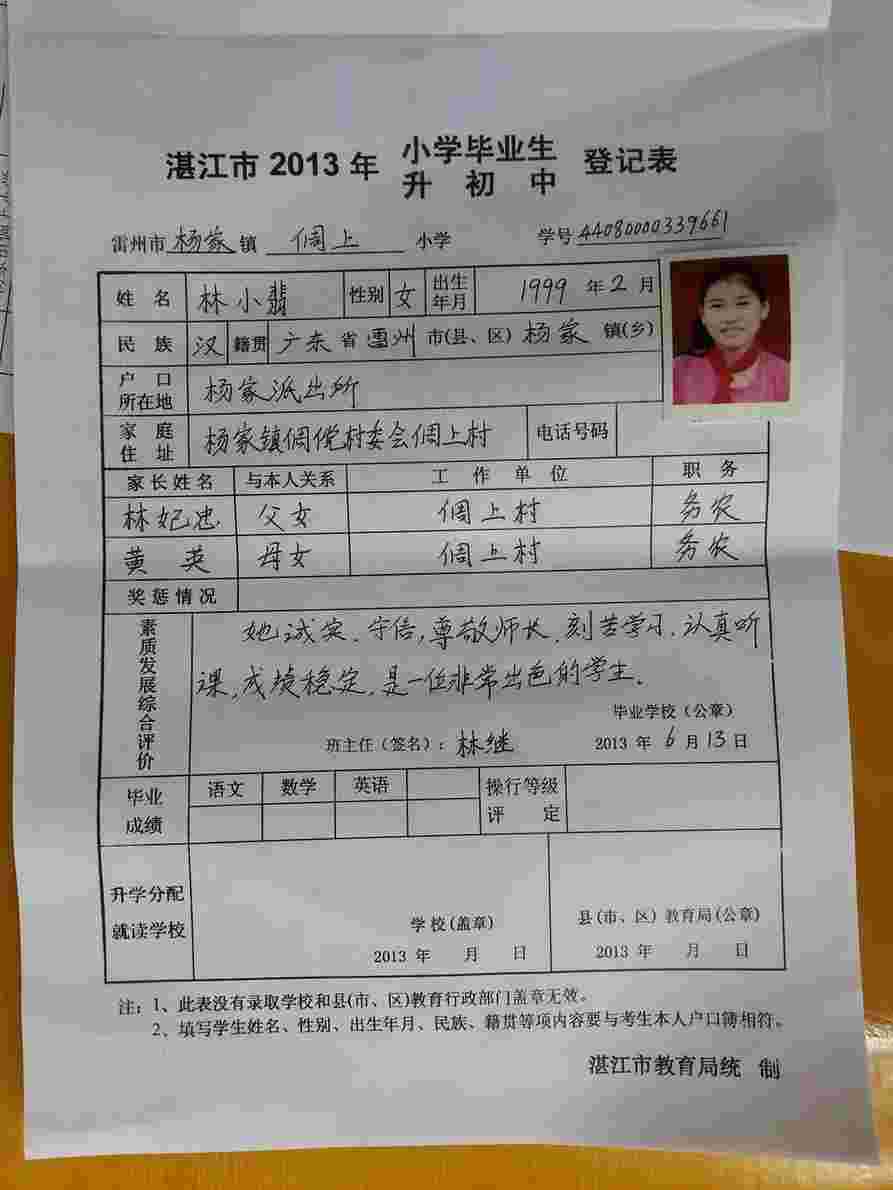 湛江市 2013 年 小学毕业生 升初中 登记表
雷州市 杨家 镇 倜上 小学 学号 44080000339661
姓名 林小翡 性别 女 出生年月 1999 年 2 月
民族 汉 籍贯 广东 省 雷州 市(县、区) 杨家 镇(乡)
户口所在地 杨家派出所
家庭住址 杨家镇倜傥村委会倜上村 电话号码
家长姓名 与本人关系 工作单位 职务
林妃忠 父女 倜上村 务农
黄英 母女 倜上村 务农
奖惩情况
素质发展综合评价
她诚实、守信,尊敬师长、刻苦学习、认真听
课,成绩稳定,是一位非常出色的学生.
毕业学校(公章)
班主任(签名): 林继 2013 年 6 月 13 日
毕业成绩 语文 数学 英语 操行等级评定
升学分配就读学校
学校(盖章) 县(市、区)教育局(公章)
2013 年 月 日 2013 年 月 日
注:1、此表没有录取学校和县(市、区)教育行政部门盖章无效。
2、填写学生姓名、性别、出生年月、民族、籍贯等项内容要与考生本人户口簿相符。
湛江市教育局统制